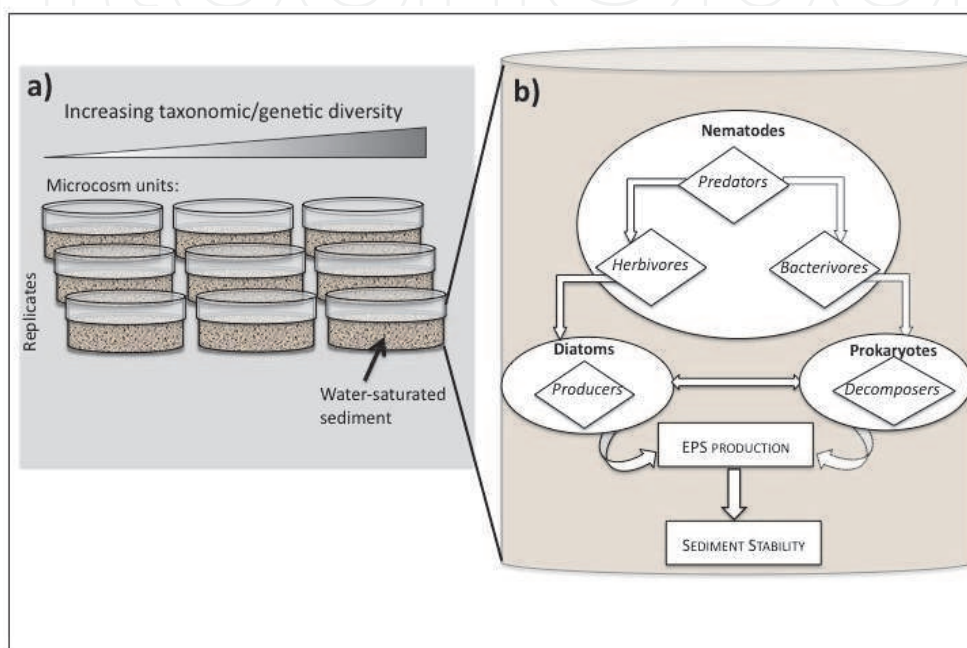 a)
Increasing taxonomic/genetic diversity
Microcosm units:
Replicates
Water-saturated
sediment
b)
Nematodes
Predators
Herbivores
Bacterivores
Diatoms
Producers
Prokaryotes
Decomposers
EPS PRODUCTION
SEDIMENT STABILITY